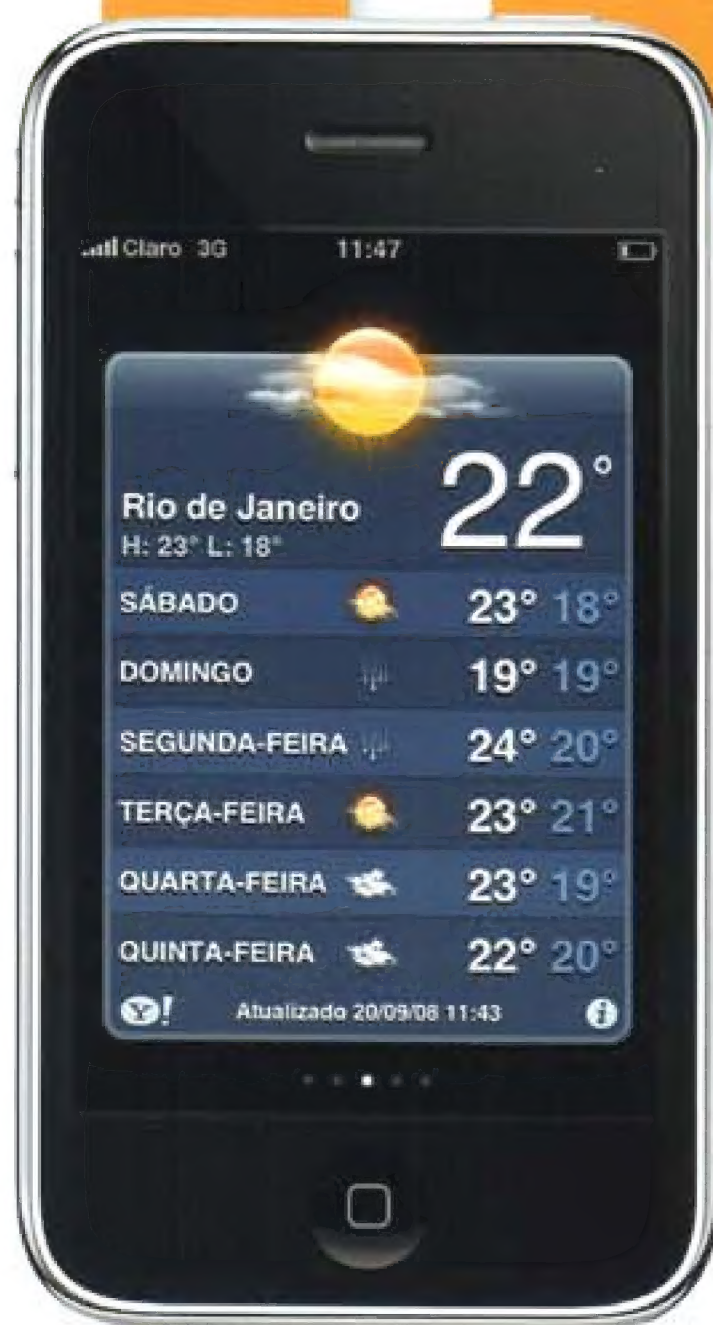 Claro 3G 11:47
Rio de Janeiro 22°
H: 23° L: 18°
SÁBADO 23° 18°
DOMINGO 19° 19°
SEGUNDA-FEIRA 24° 20°
TERÇA-FEIRA 23° 21°
QUARTA-FEIRA 23° 19°
QUINTA-FEIRA 22° 20°
Y! Atualizado 20/09/08 11:43 i